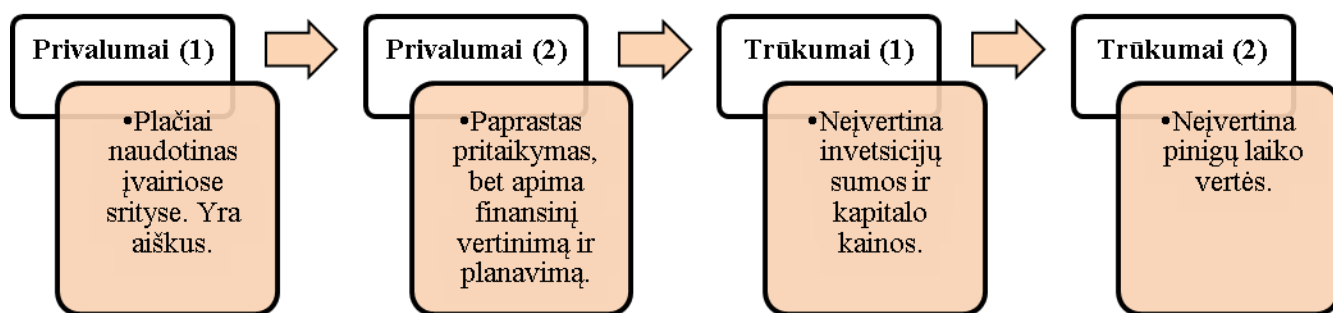 Privalumai (1)
•Plačiai
naudotinas
įvairiose
srityse. Yra
aiškus.
Privalumai (2)
•Paprastas
pritaikymas,
bet apima
finansinį
vertinimą ir
planavimą.
Trūkumai (1)
•Neįvertina
invetsicijų
sumos ir
kapitalo
kainos.
Trūkumai (2)
•Neįvertina
pinigų laiko
vertės.